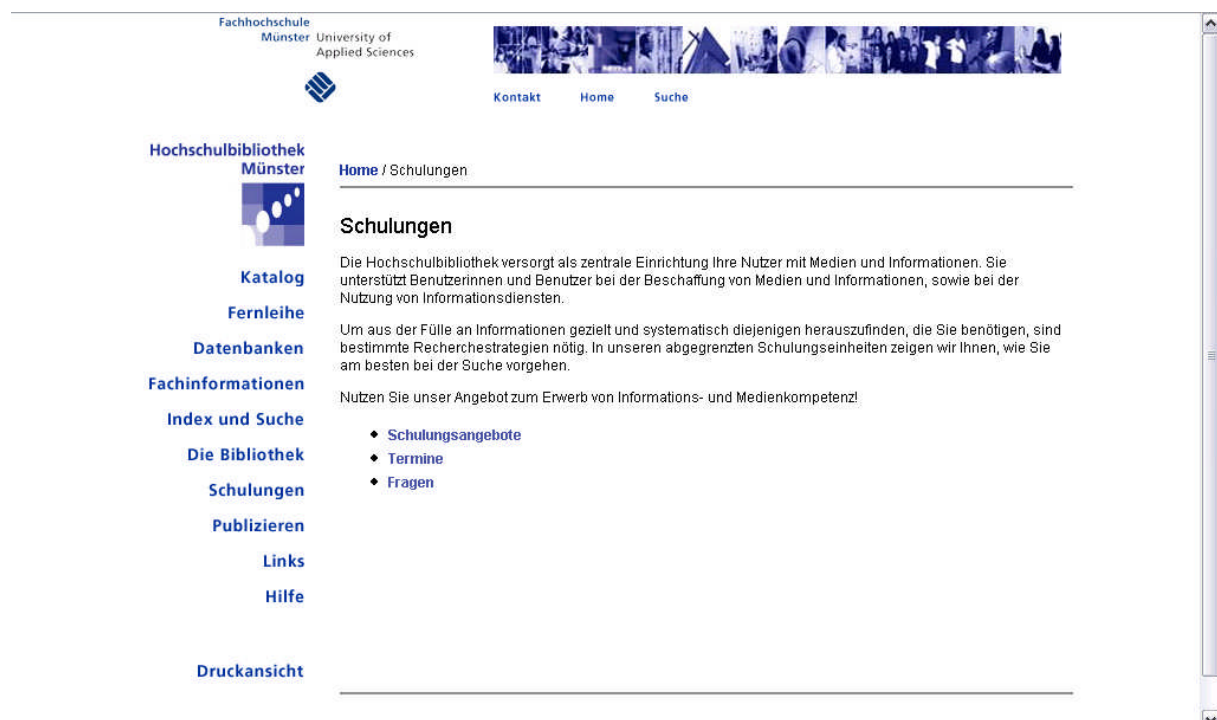 Fachhochschule
Münster University of
Applied Sciences
Kontakt Home Suche
Hochschulbibliothek
Münster
Home / Schulungen
Schulungen
Die Hochschulbibliothek versorgt als zentrale Einrichtung Ihre Nutzer mit Medien und Informationen. Sie
unterstützt Benutzerinnen und Benutzer bei der Beschaffung von Medien und Informationen, sowie bei der
Nutzung von Informationsdiensten.
Um aus der Fülle an Informationen gezielt und systematisch diejenigen herauszufinden, die Sie benötigen, sind
bestimmte Recherchestrategien nötig. In unseren abgegrenzten Schulungseinheiten zeigen wir Ihnen, wie Sie
am besten bei der Suche vorgehen.
Nutzen Sie unser Angebot zum Erwerb von Informations- und Medienkompetenz!
Schulungsangebote
Termine
Fragen
Katalog
Fernleihe
Datenbanken
Fachinformationen
Index und Suche
Die Bibliothek
Schulungen
Publizieren
Links
Hilfe
Druckansicht